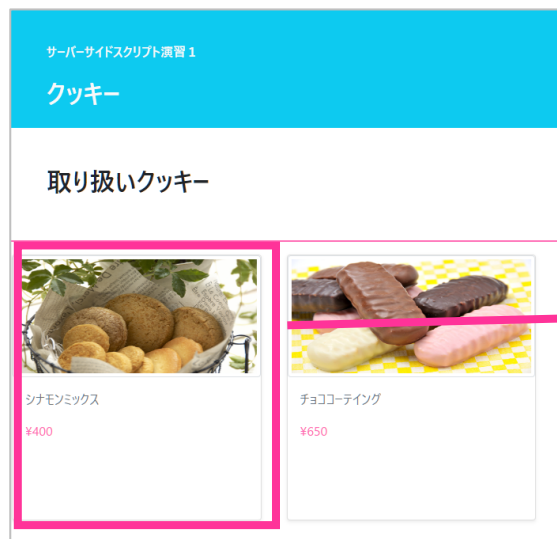 サーバーサイドスクリプト演習1
クッキー
取り扱いクッキー
シナモンミックス
¥400
チョココーテイング
¥650